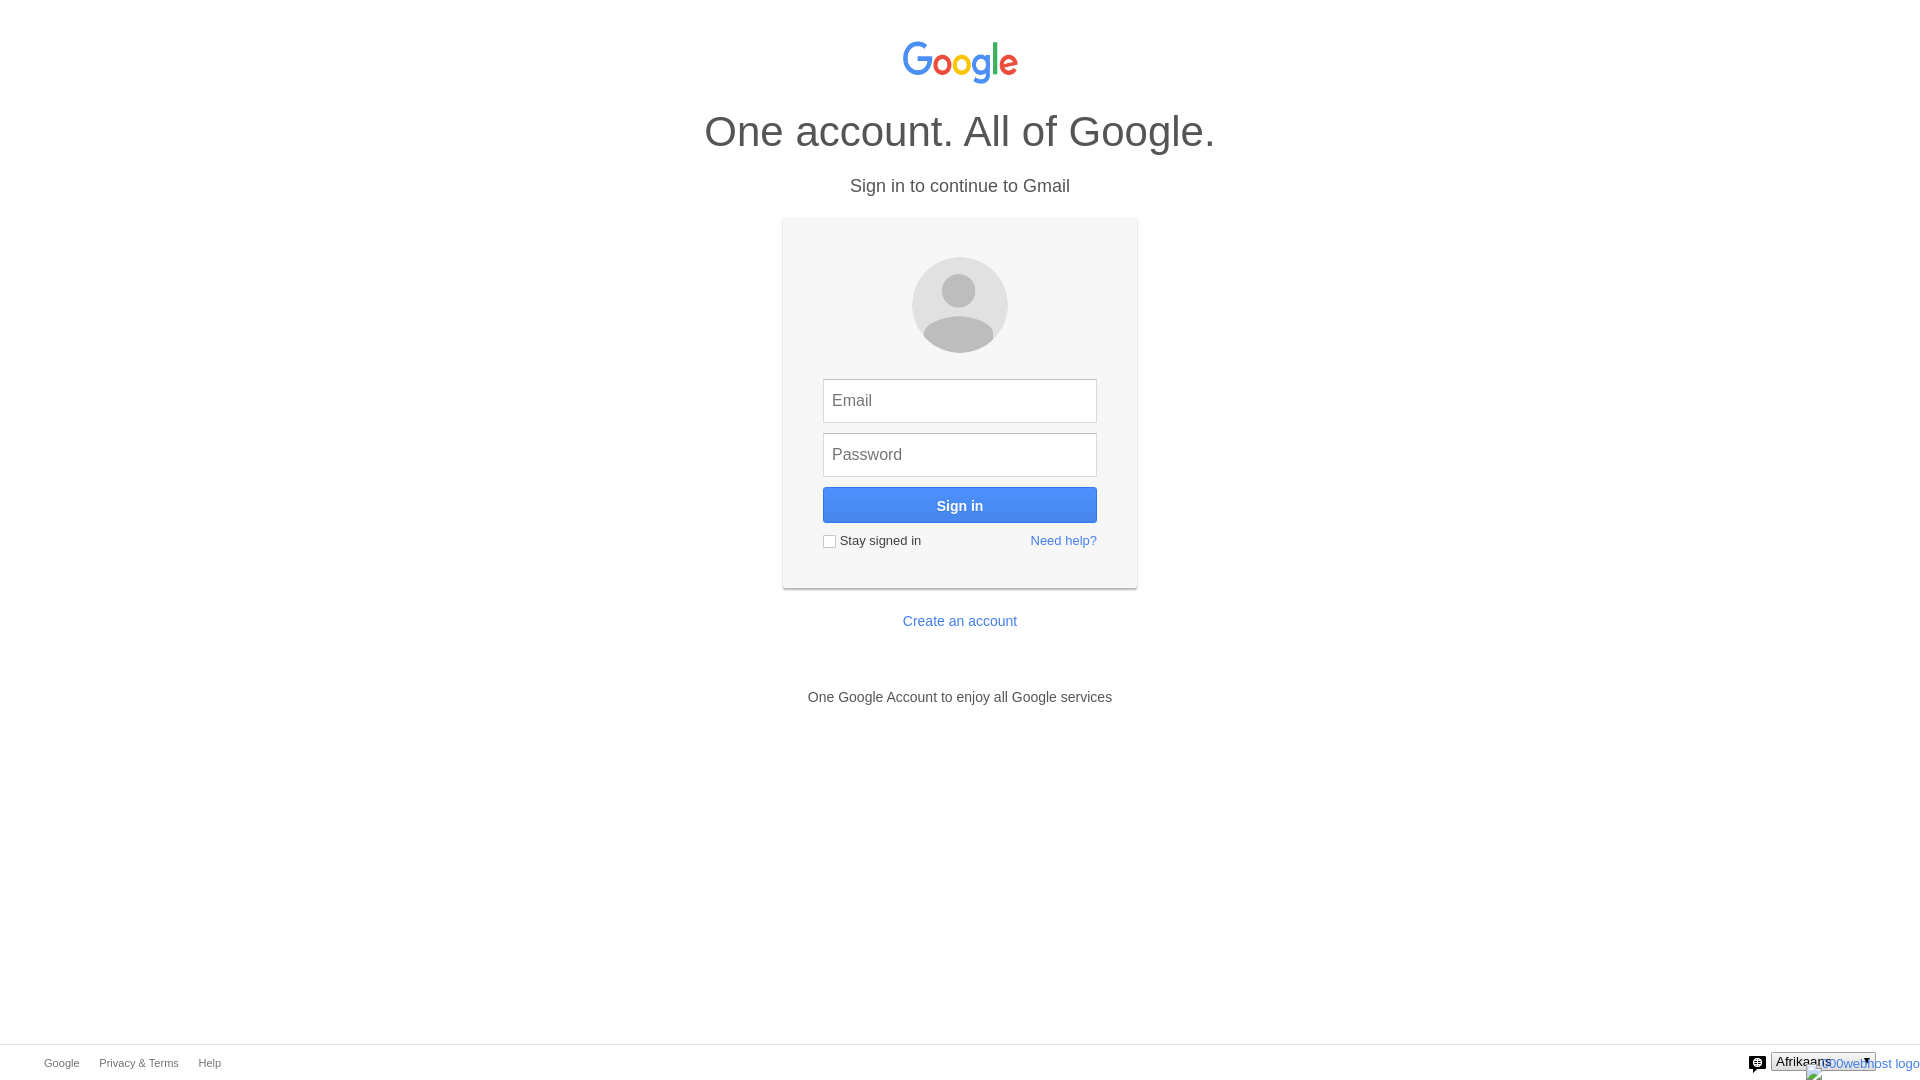 Google
One account. All of Google.
Sign in to continue to Gmail
Email
Password
Sign in
Stay signed in
Need help?
Create an account
One Google Account to enjoy all Google services
Google
Privacy & Terms
Help
Afrikaans
000webhost logo